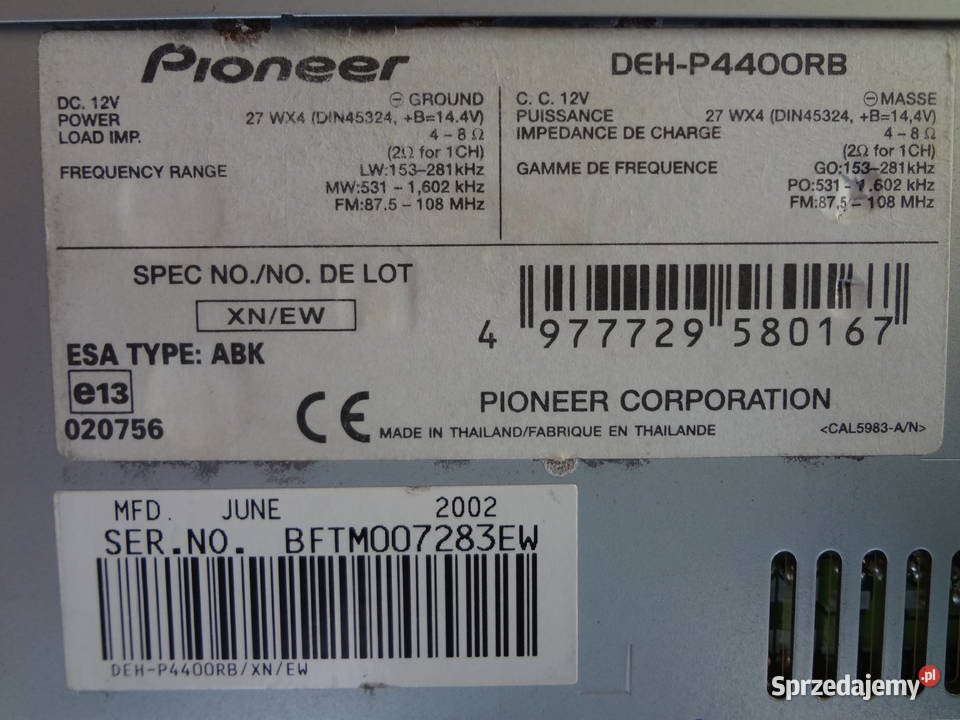 Pioneer
DC. 12V ⊖ GROUND
POWER 27 WX4 (DIN45324, +B=14.4V)
LOAD IMP. 4 – 8 Ω
(2Ω for 1CH)
FREQUENCY RANGE LW:153–281kHz
MW:531 – 1,602 kHz
FM:87.5 – 108 MHz
DEH-P4400RB
C. C. 12V ⊖MASSE
PUISSANCE 27 WX4 (DIN45324, +B=14,4V)
IMPEDANCE DE CHARGE 4 – 8 Ω
(2Ω for 1CH)
GAMME DE FREQUENCE GO:153–281kHz
PO:531 – 1.602 kHz
FM:87,5 – 108 MHz
SPEC NO./NO. DE LOT
XN/EW
ESA TYPE: ABK
e13
020756
CE
4 977729 580167
PIONEER CORPORATION
MADE IN THAILAND/FABRIQUE EN THAILANDE <CAL5983-A/N>
MFD. JUNE 2002
SER.NO. BFTM007283EW
DEH-P4400RB/XN/EW
Sprzedajemy.pl